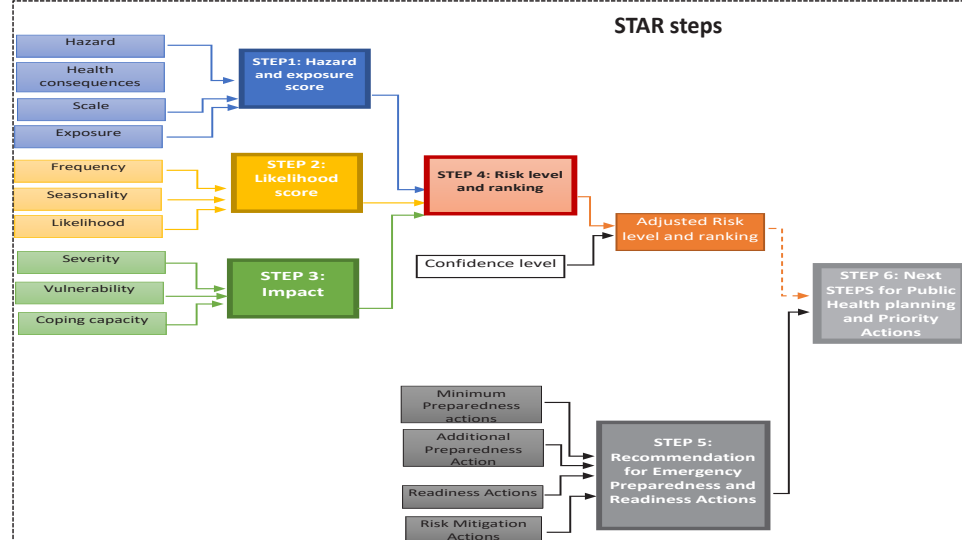 STAR steps
Hazard
Health
consequences
Scale
Exposure
STEP1: Hazard
and exposure
score
Frequency
Seasonality
Likelihood
STEP 2:
Likelihood
score
Severity
Vulnerability
Coping capacity
STEP 3:
Impact
STEP 4: Risk level
and ranking
Confidence level
Adjusted Risk
level and ranking
STEP 6: Next
STEPS for Public
Health planning
and Priority
Actions
Minimum
Preparedness
actions
Additional
Preparedness
Action
Readiness Actions
Risk Mitigation
Actions
STEP 5:
Recommendation
for Emergency
Preparedness and
Readiness Actions